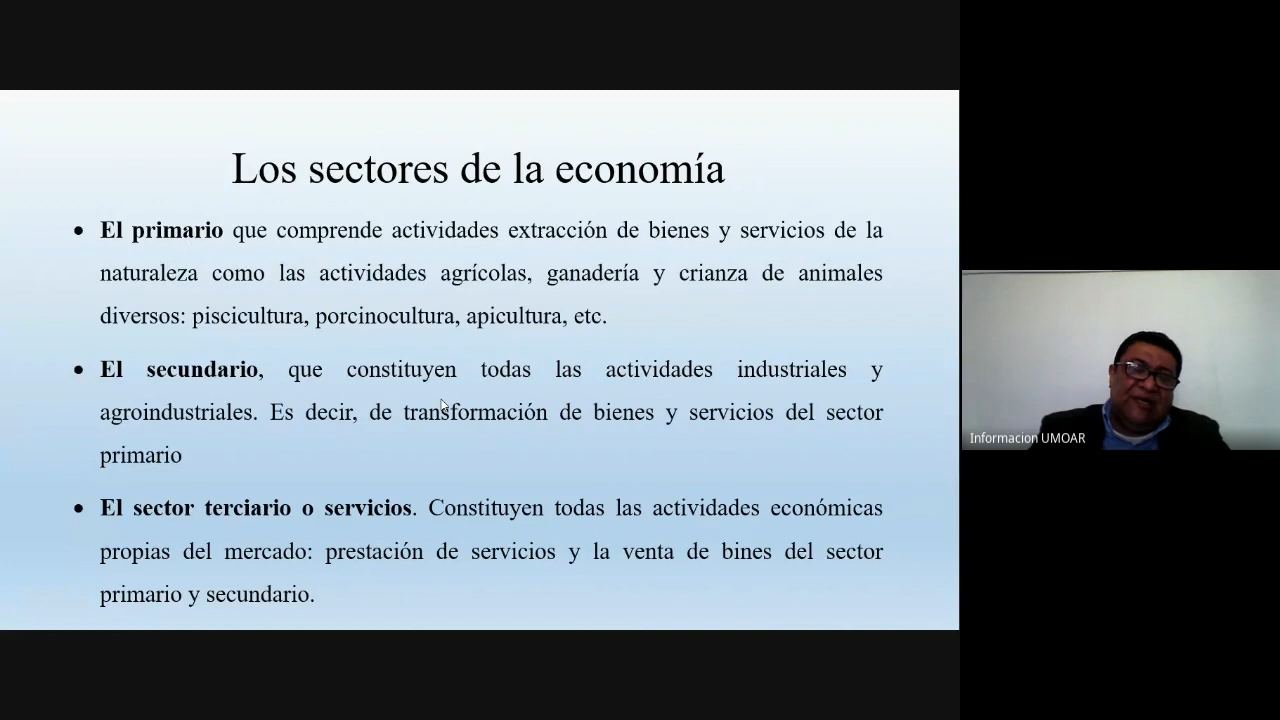 Los sectores de la economía
• El primario que comprende actividades extracción de bienes y servicios de la
naturaleza como las actividades agrícolas, ganadería y crianza de animales
diversos: piscicultura, porcinocultura, apicultura, etc.
• El secundario, que constituyen todas las actividades industriales y
agroindustriales. Es decir, de transformación de bienes y servicios del sector
primario
• El sector terciario o servicios. Constituyen todas las actividades económicas
propias del mercado: prestación de servicios y la venta de bines del sector
primario y secundario.
Informacion UMOAR